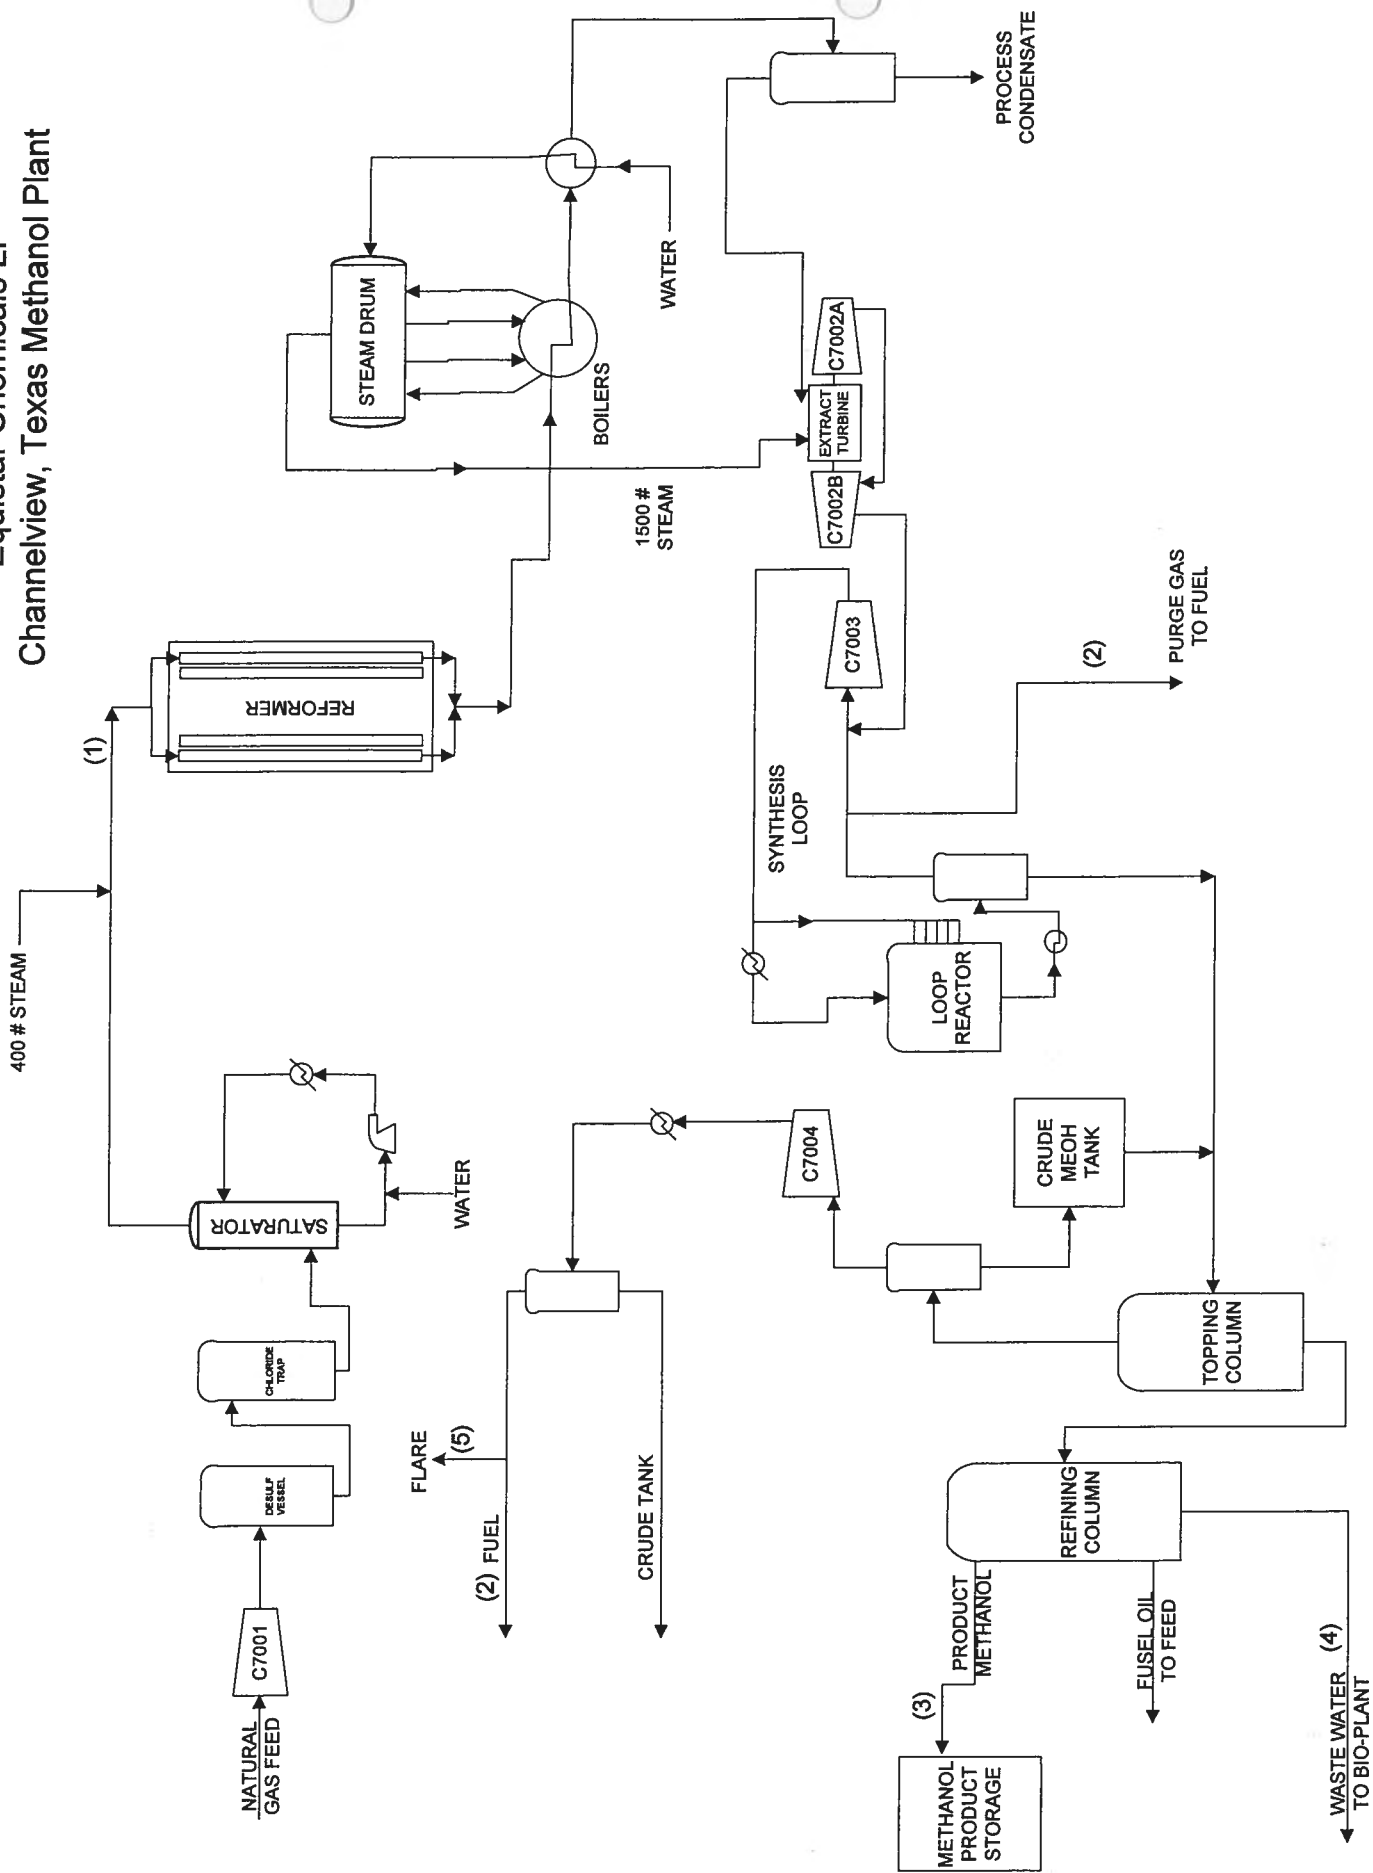 Equistar Chemicals LP
Channelview, Texas Methanol Plant
400 # STEAM
(1)
NATURAL
GAS FEED
C7001
DESULF
VESSEL
CHLORIDE
TRAP
SATURATOR
WATER
REFORMER
STEAM DRUM
BOILERS
WATER
1500 #
STEAM
FLARE
(5)
(2) FUEL
CRUDE TANK
C7004
SYNTHESIS
LOOP
C7003
C7002B
EXTRACT
TURBINE
C7002A
PROCESS
CONDENSATE
LOOP
REACTOR
CRUDE
MEOH
TANK
(2)
PURGE GAS
TO FUEL
METHANOL
PRODUCT
STORAGE
(3)
PRODUCT
METHANOL
REFINING
COLUMN
TOPPING
COLUMN
FUSEL OIL
TO FEED
WASTE WATER
TO BIO-PLANT
(4)